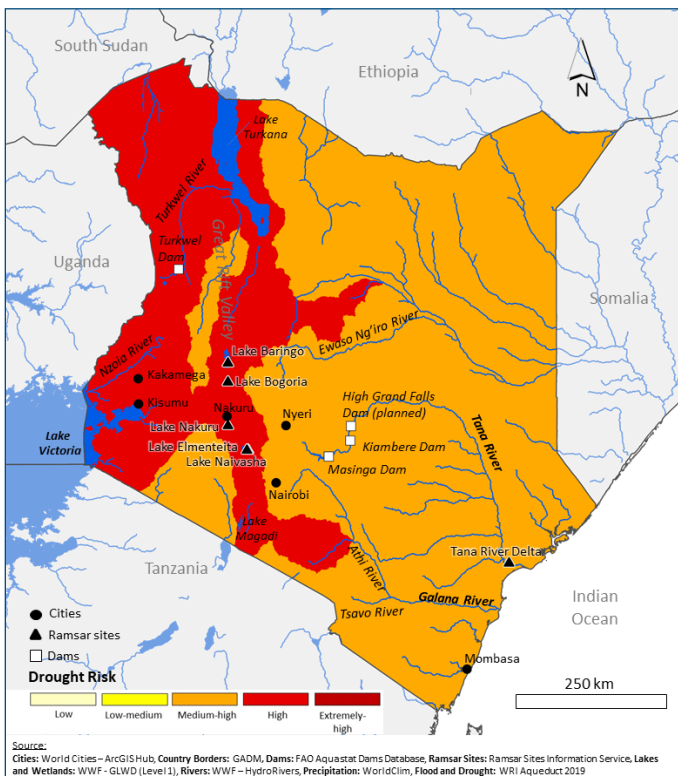 South Sudan
Ethiopia
N
Lake
Turkana
Turkwel River
Great Rift Valley
Turkwel
Dam
Uganda
Somalia
Ewaso Ng'iro River
Nzoia River
Lake Baringo
Kakamega
Lake Bogoria
Kisumu
Nakuru
High Grand Falls
Dam (planned)
Nyeri
Lake
Victoria
Lake Nakuru
Tana River
Lake Elmenteita
Kiambere Dam
Lake Naivasha
Masinga Dam
Nairobi
Lake
Magadi
Athi River
Tana River Delta
Tanzania
Galana River
Indian
Ocean
Tsavo River
Cities
Ramsar sites
Dams
Mombasa
Drought Risk
250 km
Low
Low-medium
Medium-high
High
Extremely-
high
Source:
Cities: World Cities – ArcGIS Hub, Country Borders: GADM, Dams: FAO Aquastat Dams Database, Ramsar Sites: Ramsar Sites Information Service, Lakes
and Wetlands: WWF - GLWD (Level 1), Rivers: WWF – HydroRivers, Precipitation: WorldClim, Flood and Drought: WRI Aqueduct 2019